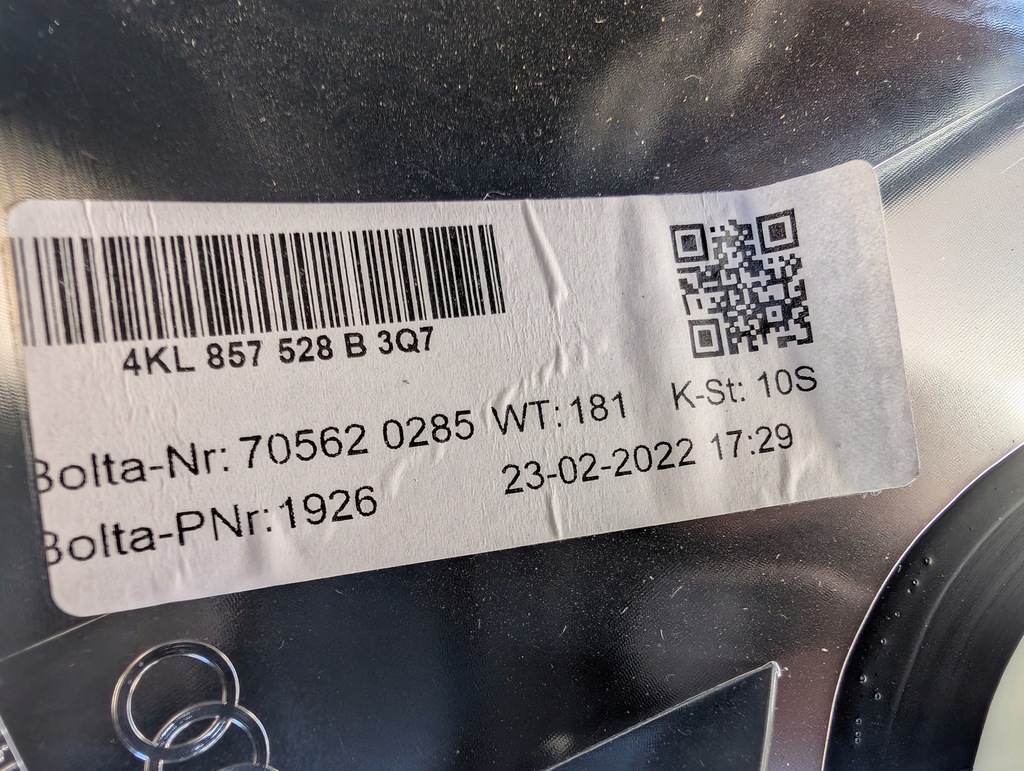 4KL 857 528 B 3Q7
Bolta-Nr: 70562 0285 WT: 181 K-St: 10S
Bolta-PNr: 1926 23-02-2022 17:29